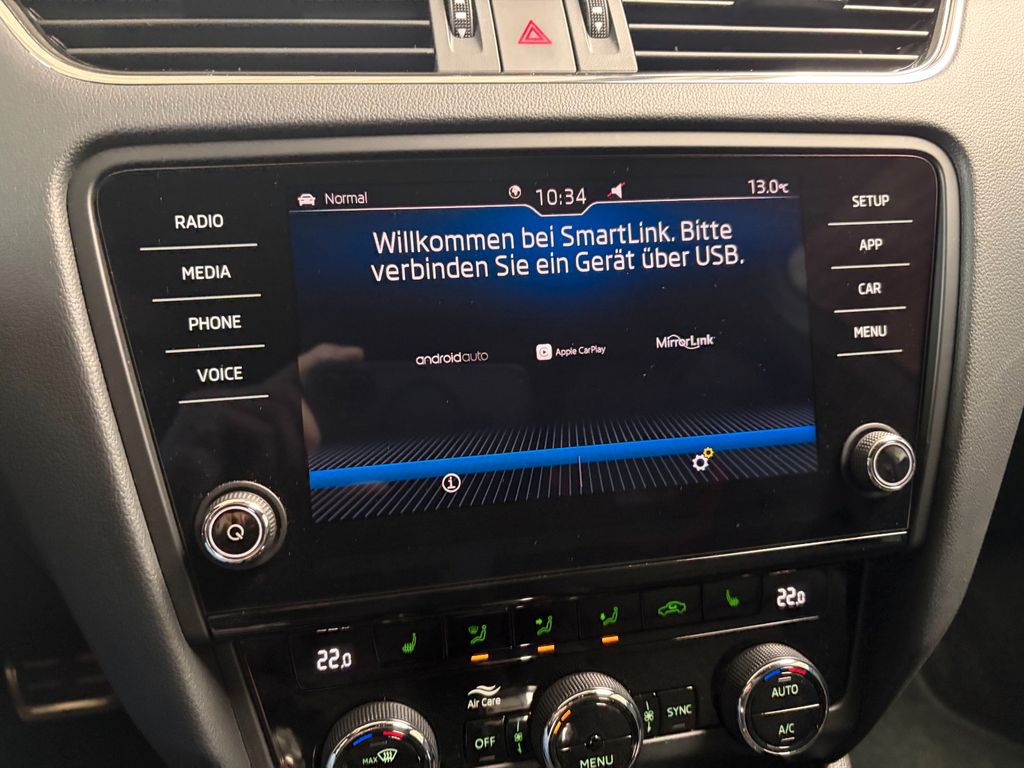 Normal
10:34
13.0°C
RADIO
MEDIA
PHONE
VOICE
Willkommen bei SmartLink. Bitte
verbinden Sie ein Gerät über USB.
androidauto
Apple CarPlay
MirrorLink
SETUP
APP
CAR
MENU
22.0
22.0
Air Care
OFF
SYNC
MAX
MENU
AUTO
A/C